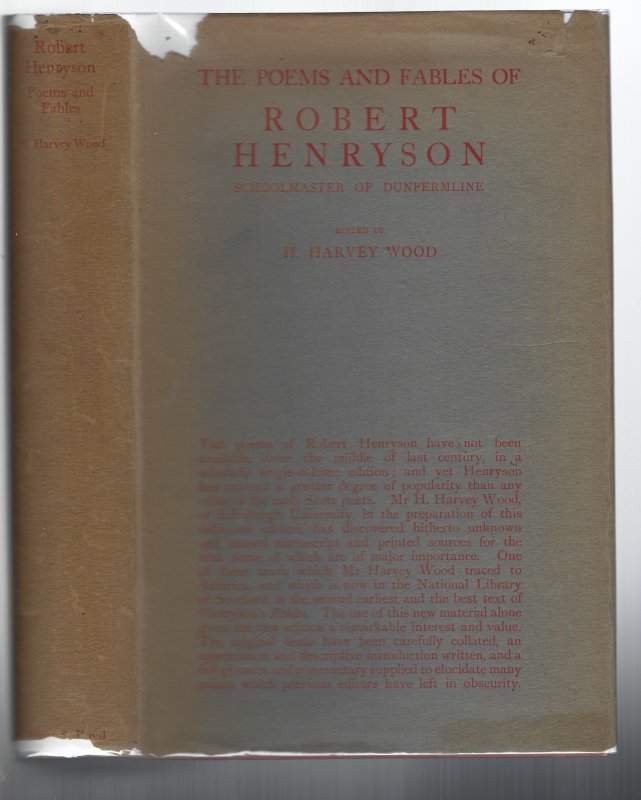 Robert
Henryson
Poems and
Fables
H Harvey Wood
& Boyd
THE POEMS AND FABLES OF
ROBERT
HENRYSON
SCHOOLMASTER OF DUNFERMLINE
EDITED BY
H. HARVEY WOOD
The poems of Robert Henryson have not been
available, since the middle of last century, in a
scholarly single-volume edition; and yet Henryson
has enjoyed a greater degree of popularity than any
other of the early Scots poets. Mr H. Harvey Wood,
of Edinburgh University, in the preparation of this
definitive edition, has discovered hitherto unknown
and unused manuscript and printed sources for the
text, some of which are of major importance. One
of these texts, which Mr Harvey Wood traced to
America, and which is now in the National Library
of Scotland, is the second earliest and the best text of
Henryson's Fables. The use of this new material alone
gives the new edition a remarkable interest and value.
The original texts have been carefully collated, an
and descriptive introduction written, and a
full glossary and commentary supplied to elucidate many
points which previous editors have left in obscurity.